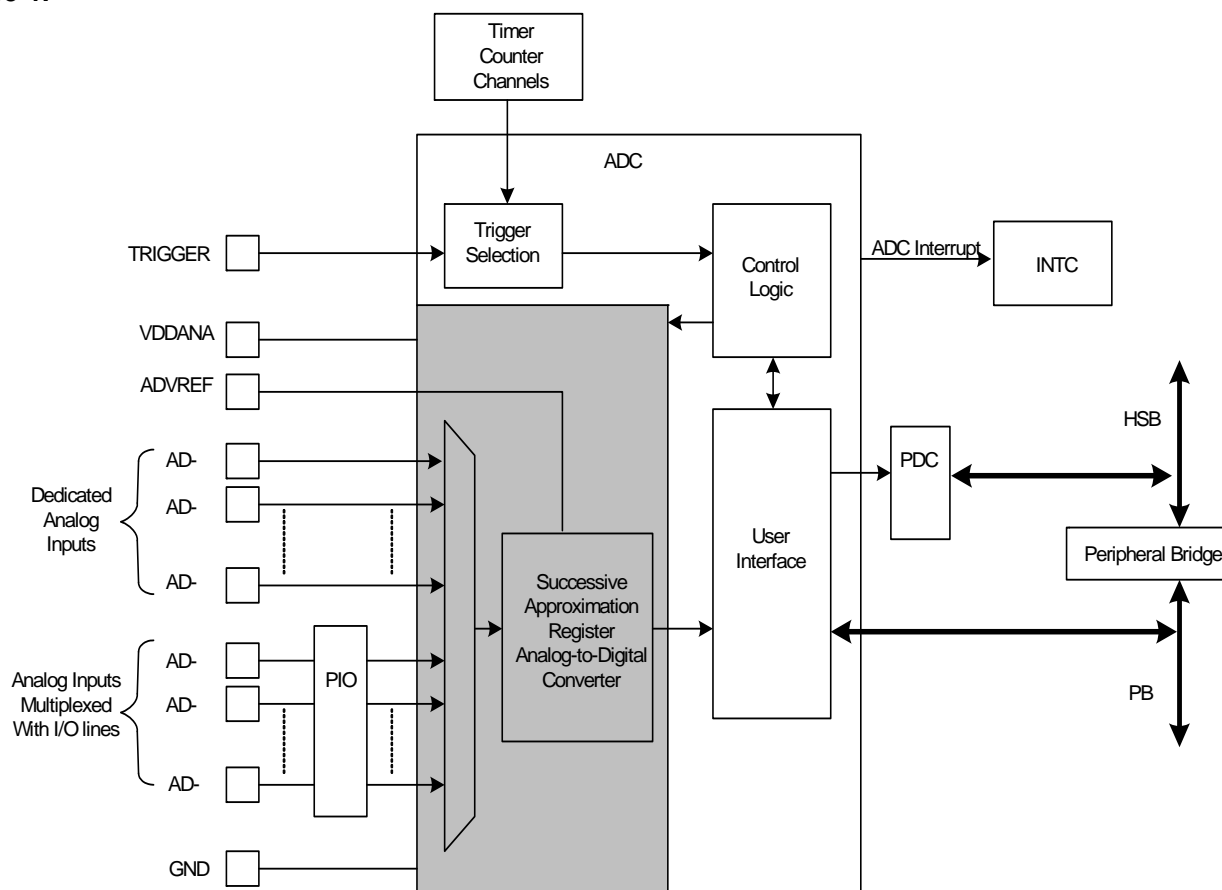 Timer
Counter
Channels
ADC
Trigger
Selection
TRIGGER
Control
Logic
ADC Interrupt
INTC
VDDANA
ADVREF
HSB
AD-
PDC
Dedicated
Analog
Inputs
AD-
User
Interface
Peripheral Bridge
AD-
Successive
Approximation
Register
Analog-to-Digital
Converter
Analog Inputs
Multiplexed
With I/O lines
AD-
PIO
AD-
PB
AD-
GND